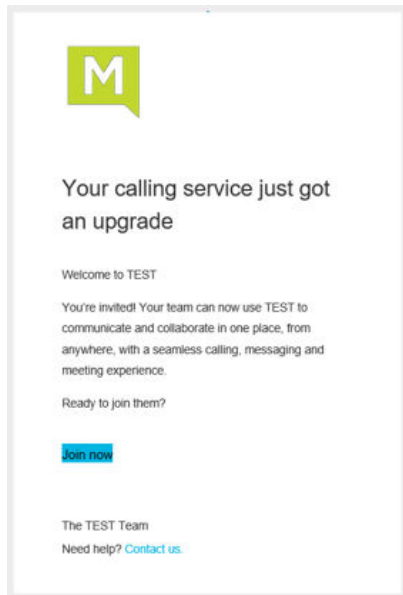 M
Your calling service just got
an upgrade
Welcome to TEST
You're invited! Your team can now use TEST to
communicate and collaborate in one place, from
anywhere, with a seamless calling, messaging and
meeting experience.
Ready to join them?
Join now
The TEST Team
Need help? Contact us.